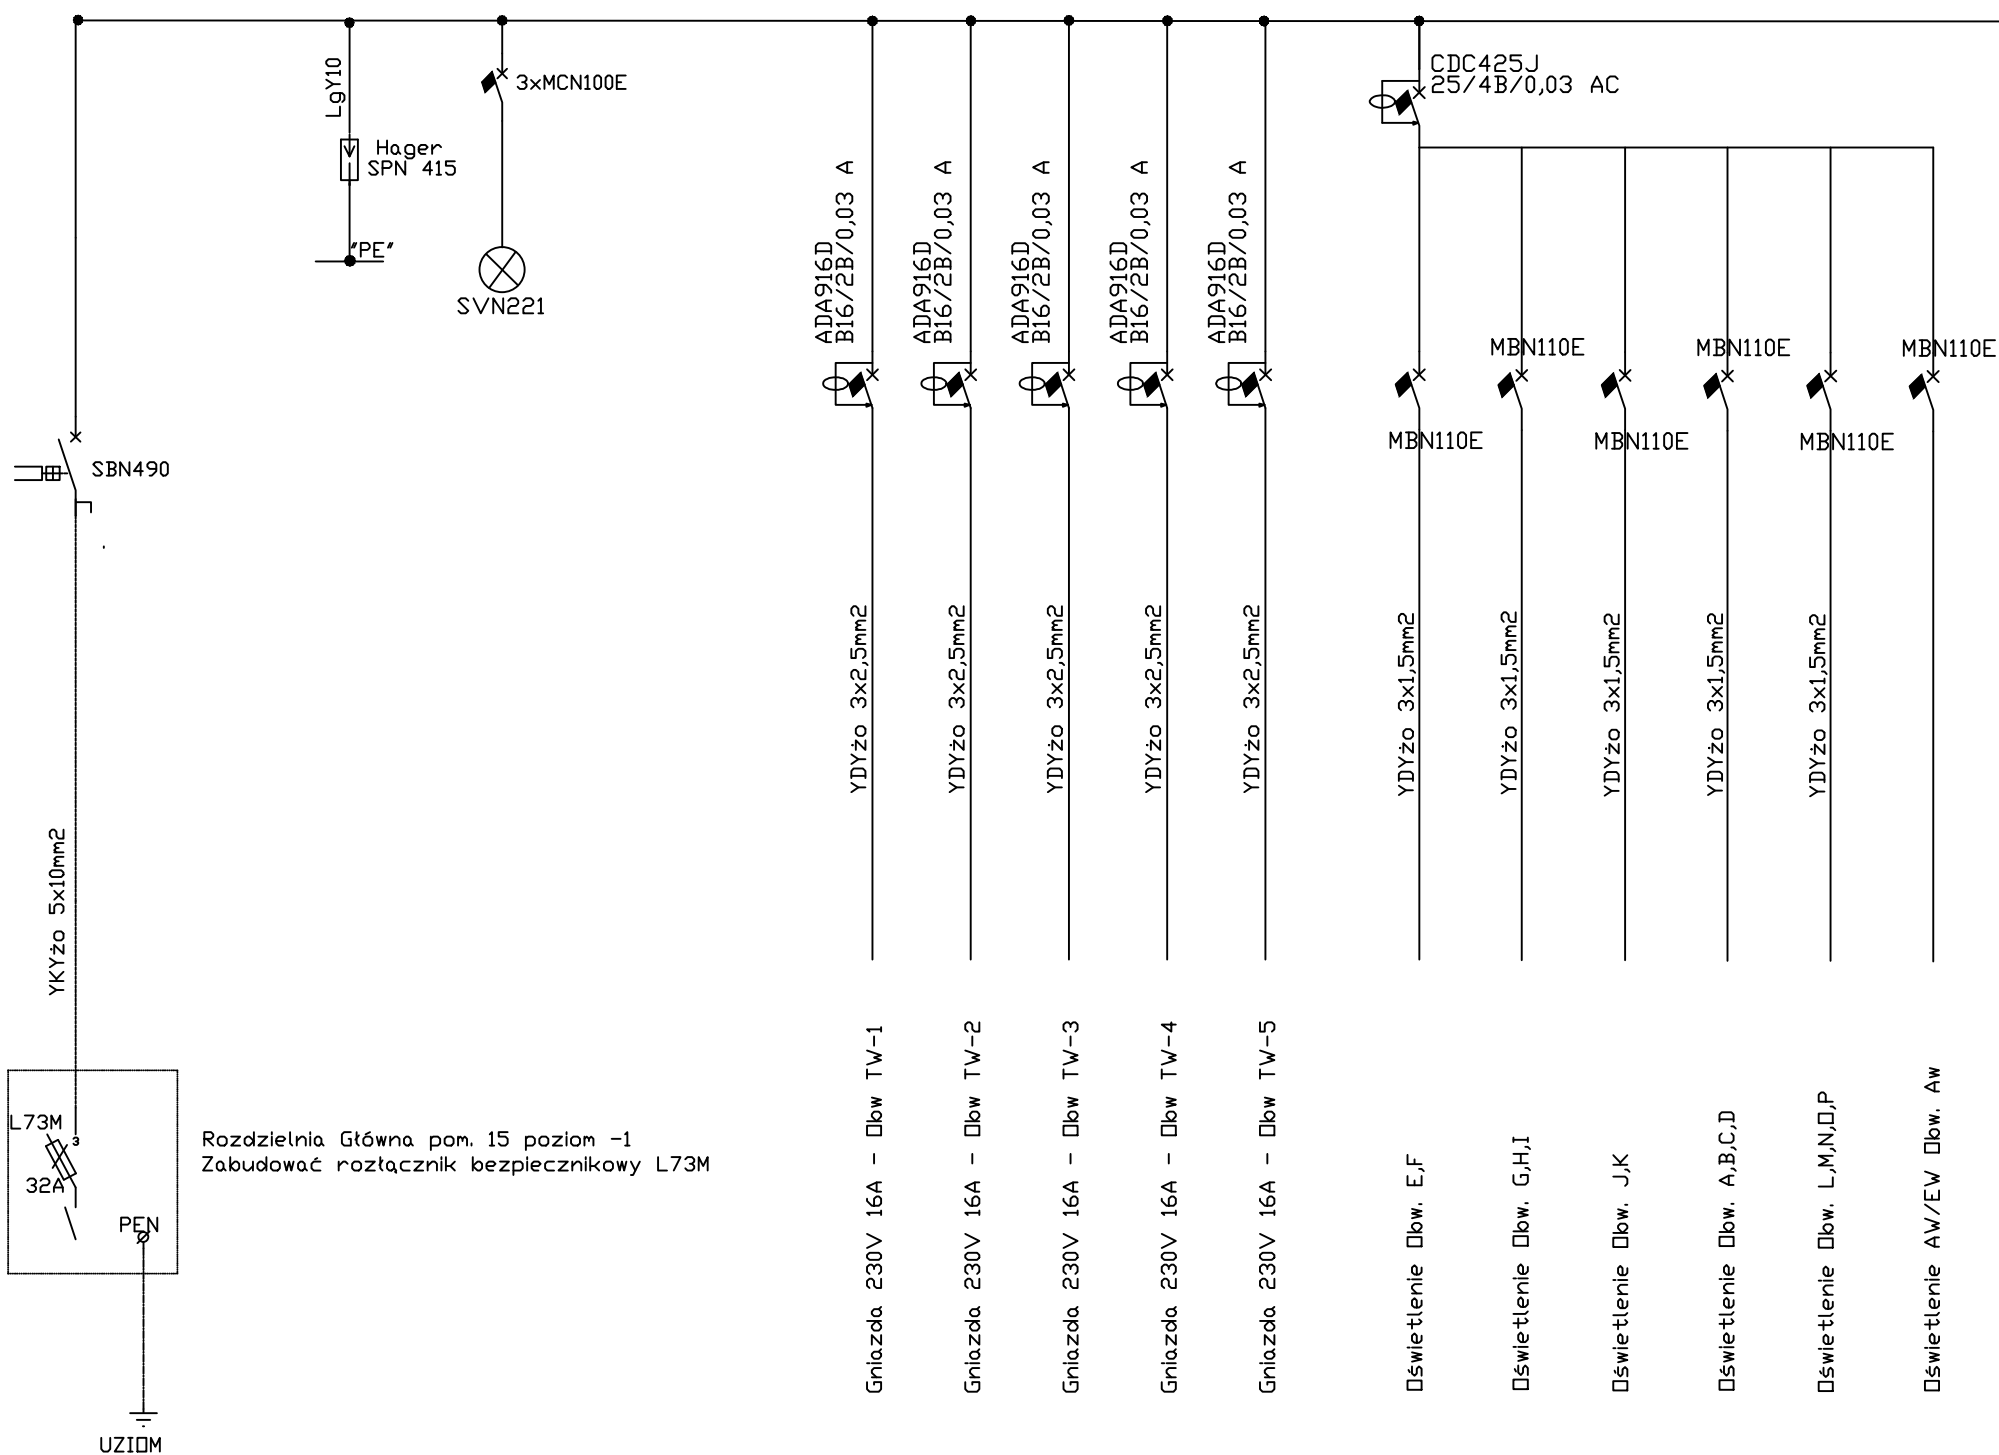 LgY10
Hager
SPN 415
"PE"
3xMCN100E
SVN221
SBN490
YKYżo 5x10mm2
L73M
3
32A
PEN
UZIOM
Rozdzielnia Główna pom. 15 poziom -1
Zabudować rozłącznik bezpiecznikowy L73M
ADA916D
B16/2B/0,03 A
ADA916D
B16/2B/0,03 A
ADA916D
B16/2B/0,03 A
ADA916D
B16/2B/0,03 A
ADA916D
B16/2B/0,03 A
YDYżo 3x2,5mm2
YDYżo 3x2,5mm2
YDYżo 3x2,5mm2
YDYżo 3x2,5mm2
YDYżo 3x2,5mm2
Gniazda 230V 16A - Obw TW-1
Gniazda 230V 16A - Obw TW-2
Gniazda 230V 16A - Obw TW-3
Gniazda 230V 16A - Obw TW-4
Gniazda 230V 16A - Obw TW-5
CDC425J
25/4B/0,03 AC
MBN110E
MBN110E
MBN110E
MBN110E
MBN110E
MBN110E
YDYżo 3x1,5mm2
YDYżo 3x1,5mm2
YDYżo 3x1,5mm2
YDYżo 3x1,5mm2
YDYżo 3x1,5mm2
Oświetlenie Obw. E,F
Oświetlenie Obw. G,H,I
Oświetlenie Obw. J,K
Oświetlenie Obw. A,B,C,D
Oświetlenie Obw. L,M,N,O,P
Oświetlenie AW/EW Obw. Aw